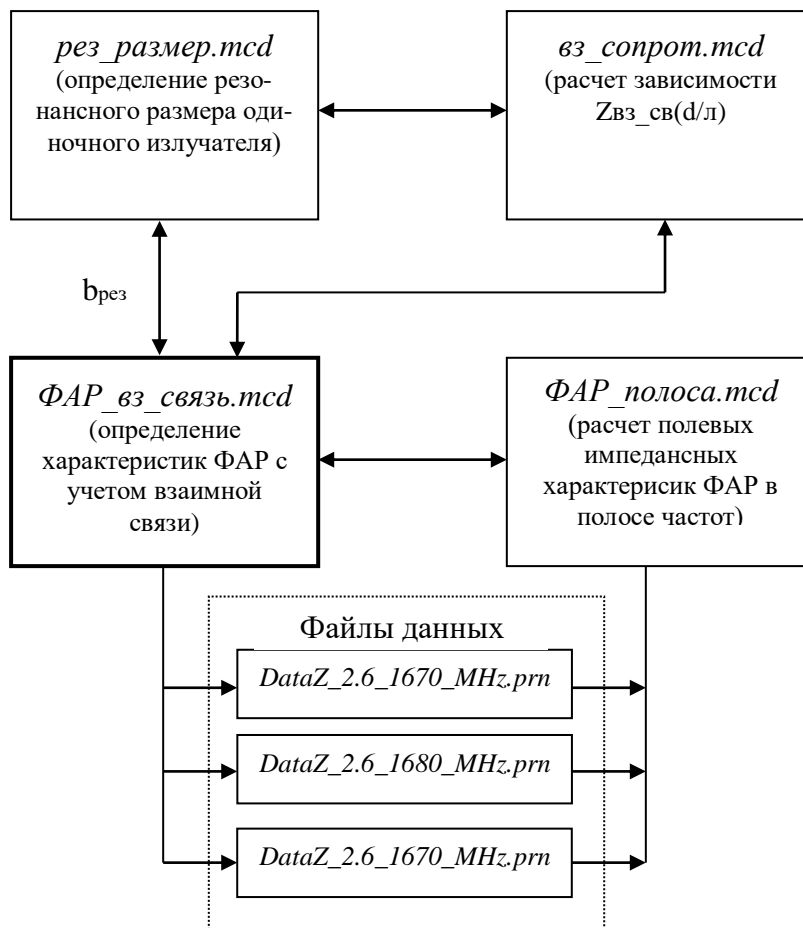 рез_размер.mcd
(определение резо-
нансного размера оди-
ночного излучателя)
вз_сопрот.mcd
(расчет зависимости
Zвз_св(d/л)
bрез
ФАР_вз_связь.mcd
(определение
характеристик ФАР с
учетом взаимной
связи)
ФАР_полоса.mcd
(расчет полевых
импедансных
характерисик ФАР в
полосе частот)
Файлы данных
DataZ_2.6_1670_MHz.prn
DataZ_2.6_1680_MHz.prn
DataZ_2.6_1670_MHz.prn